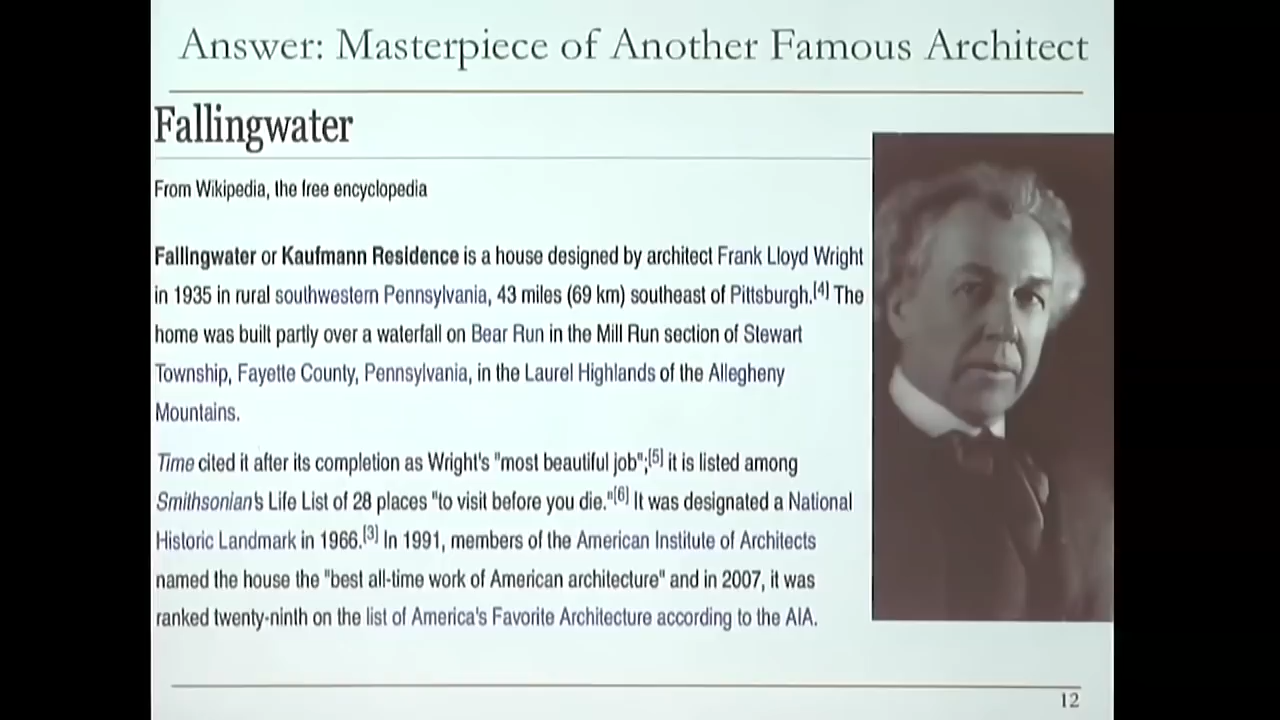 Answer: Masterpiece of Another Famous Architect
Fallingwater
From Wikipedia, the free encyclopedia
Fallingwater or Kaufmann Residence is a house designed by architect Frank Lloyd Wright
in 1935 in rural southwestern Pennsylvania, 43 miles (69 km) southeast of Pittsburgh.[4] The
home was built partly over a waterfall on Bear Run in the Mill Run section of Stewart
Township, Fayette County, Pennsylvania, in the Laurel Highlands of the Allegheny
Mountains.
Time cited it after its completion as Wright's "most beautiful job";[5] it is listed among
Smithsonian's Life List of 28 places "to visit before you die."[6] It was designated a National
Historic Landmark in 1966.[3] In 1991, members of the American Institute of Architects
named the house the "best all-time work of American architecture" and in 2007, it was
ranked twenty-ninth on the list of America's Favorite Architecture according to the AIA.
12